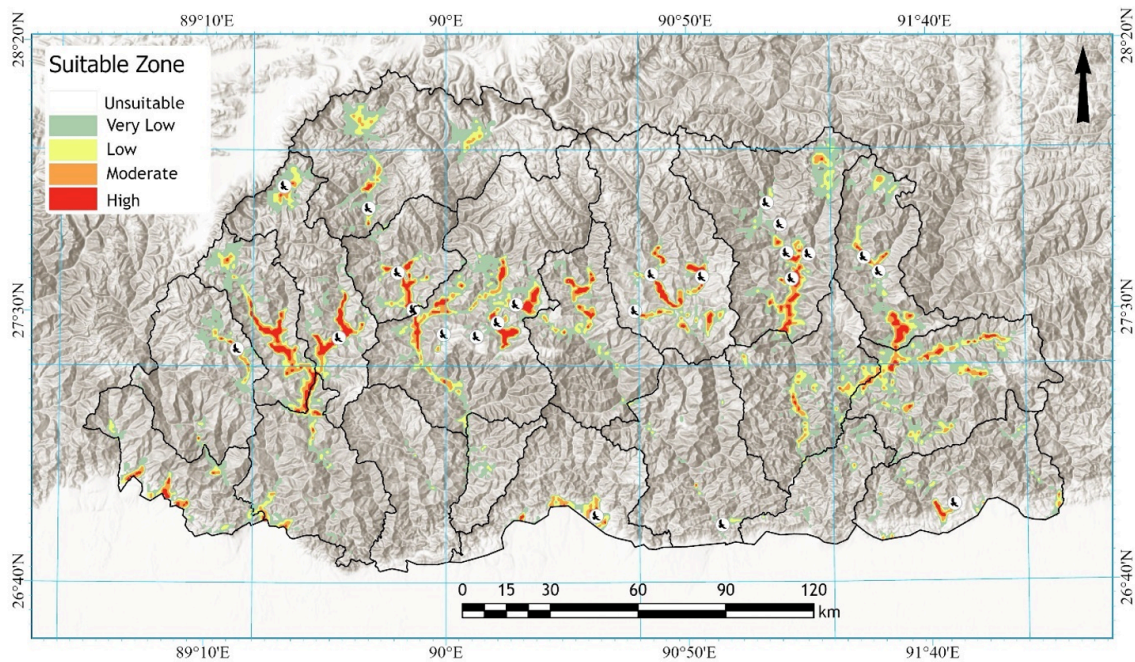 89°10'E 90°E 90°50'E 91°40'E
28°20'N 28°20'N
Suitable Zone
Unsuitable
Very Low
Low
Moderate
High
27°30'N 27°30'N
26°40'N 26°40'N
0 15 30 60 90 120
km
89°10'E 90°E 90°50'E 91°40'E